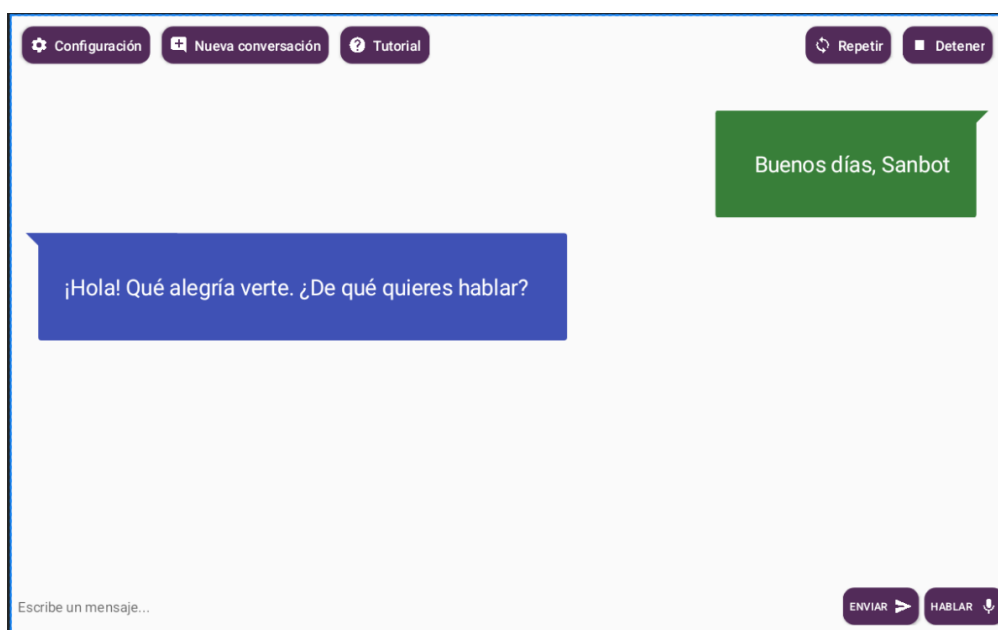 Configuración
Nueva conversación
Tutorial
Repetir
Detener
Buenos días, Sanbot
¡Hola! Qué alegría verte. ¿De qué quieres hablar?
Escribe un mensaje...
ENVIAR
HABLAR